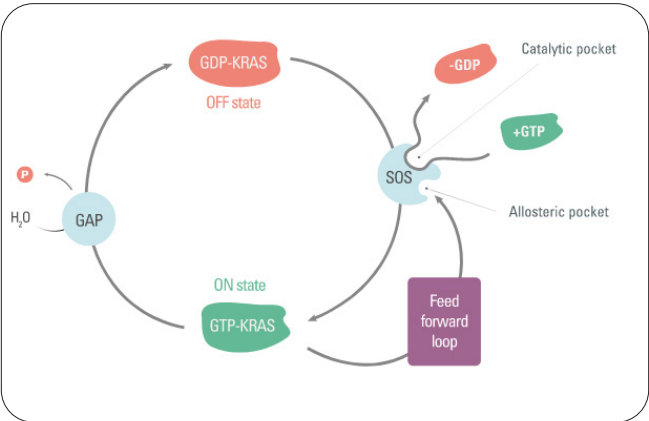 GDP-KRAS
OFF state
-GDP
Catalytic pocket
+GTP
SOS
Allosteric pocket
P
H₂O
GAP
ON state
GTP-KRAS
Feed
forward
loop